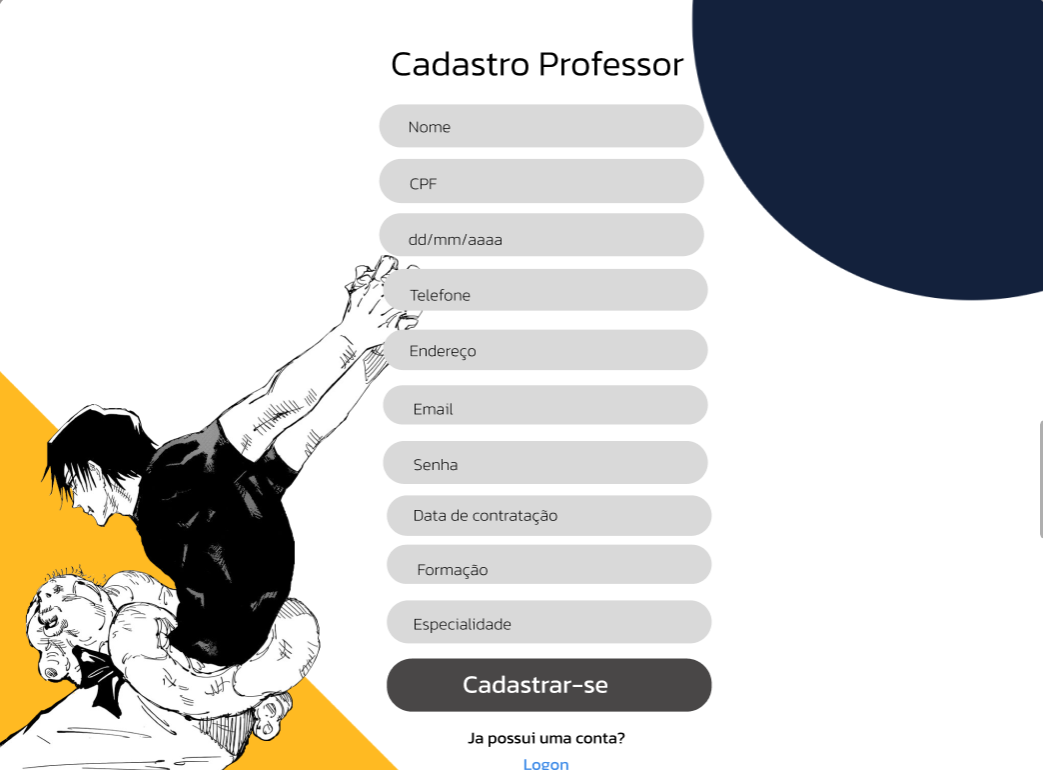 Cadastro Professor
Nome
CPF
dd/mm/aaaa
Telefone
Endereço
Email
Senha
Data de contratação
Formação
Especialidade
Cadastrar-se
Ja possui uma conta?
Logon